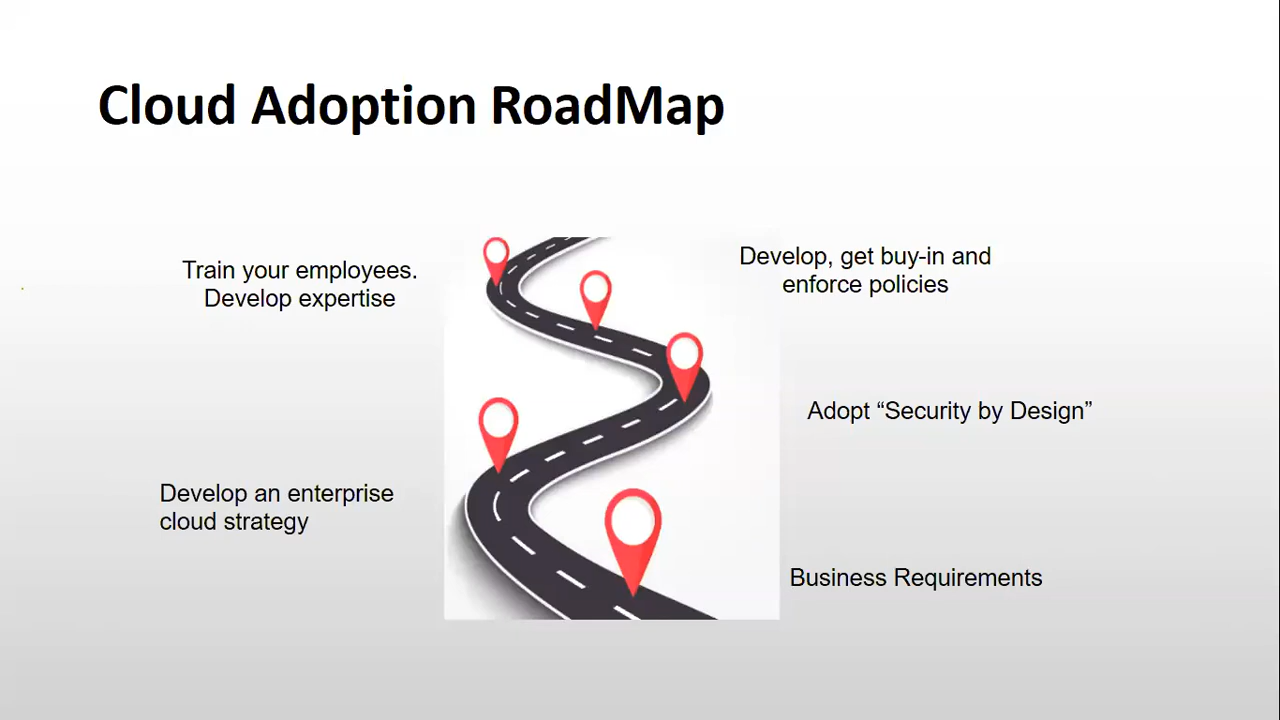 Cloud Adoption RoadMap
Train your employees.
Develop expertise
Develop, get buy-in and
enforce policies
Adopt “Security by Design”
Develop an enterprise
cloud strategy
Business Requirements